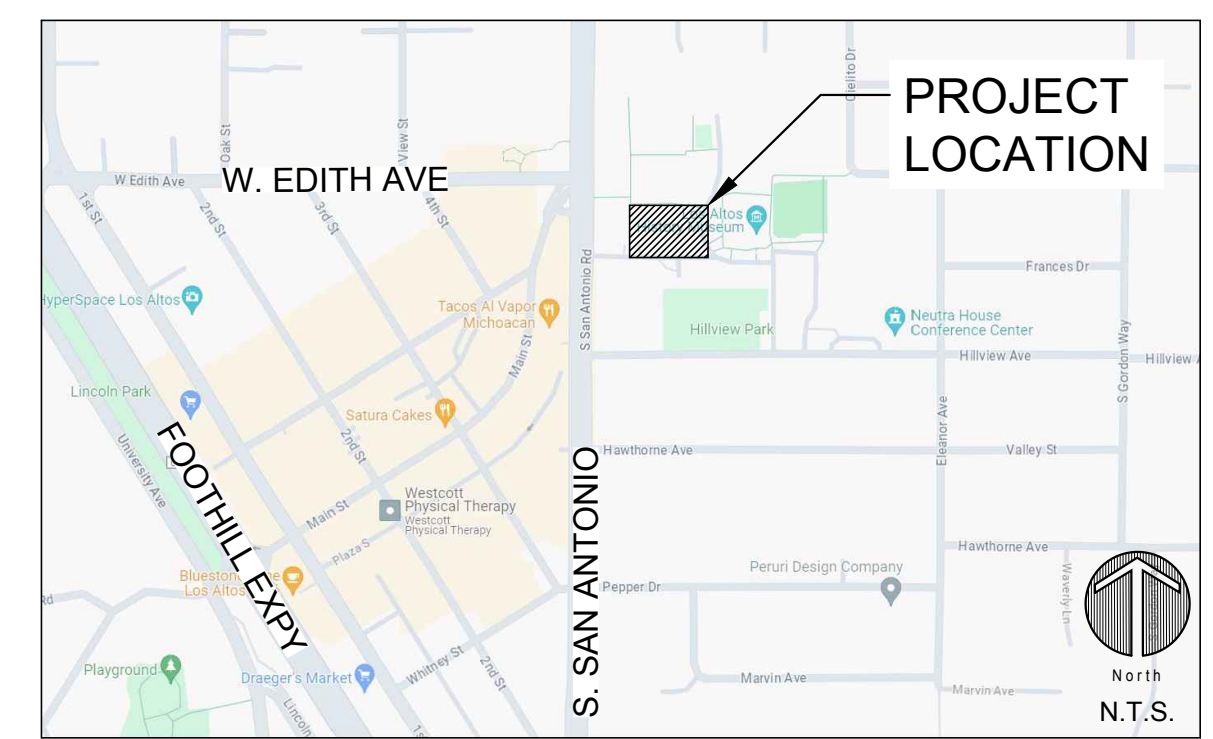 PROJECT
LOCATION
Cielito Dr
Oak St
View St
W Edith Ave
W. EDITH AVE
1st St
2nd St
3rd St
4th St
S San Antonio Rd
Altos
Museum
Frances Dr
HyperSpace Los Altos
Tacos Al Vapor
Michoacan
Main St
Hillview Park
Neutra House
Conference Center
Hillview Ave
Hillview
S Gordon Way
Lincoln Park
Satura Cakes
University Ave
FOOTHILL EXPY
2nd St
Eleanor Ave
Hawthorne Ave
Valley St
S. SAN ANTONIO
Westcott
Physical Therapy
Westcott
Physical Therapy
Main St
Plaza S
Hawthorne Ave
Waverly Ln
Los Altos
Peruri Design Company
Pepper Dr
Rd
Playground
Draeger's Market
Whitney St
2nd St
Lincoln
Marvin Ave
Marvin Ave
North
N.T.S.